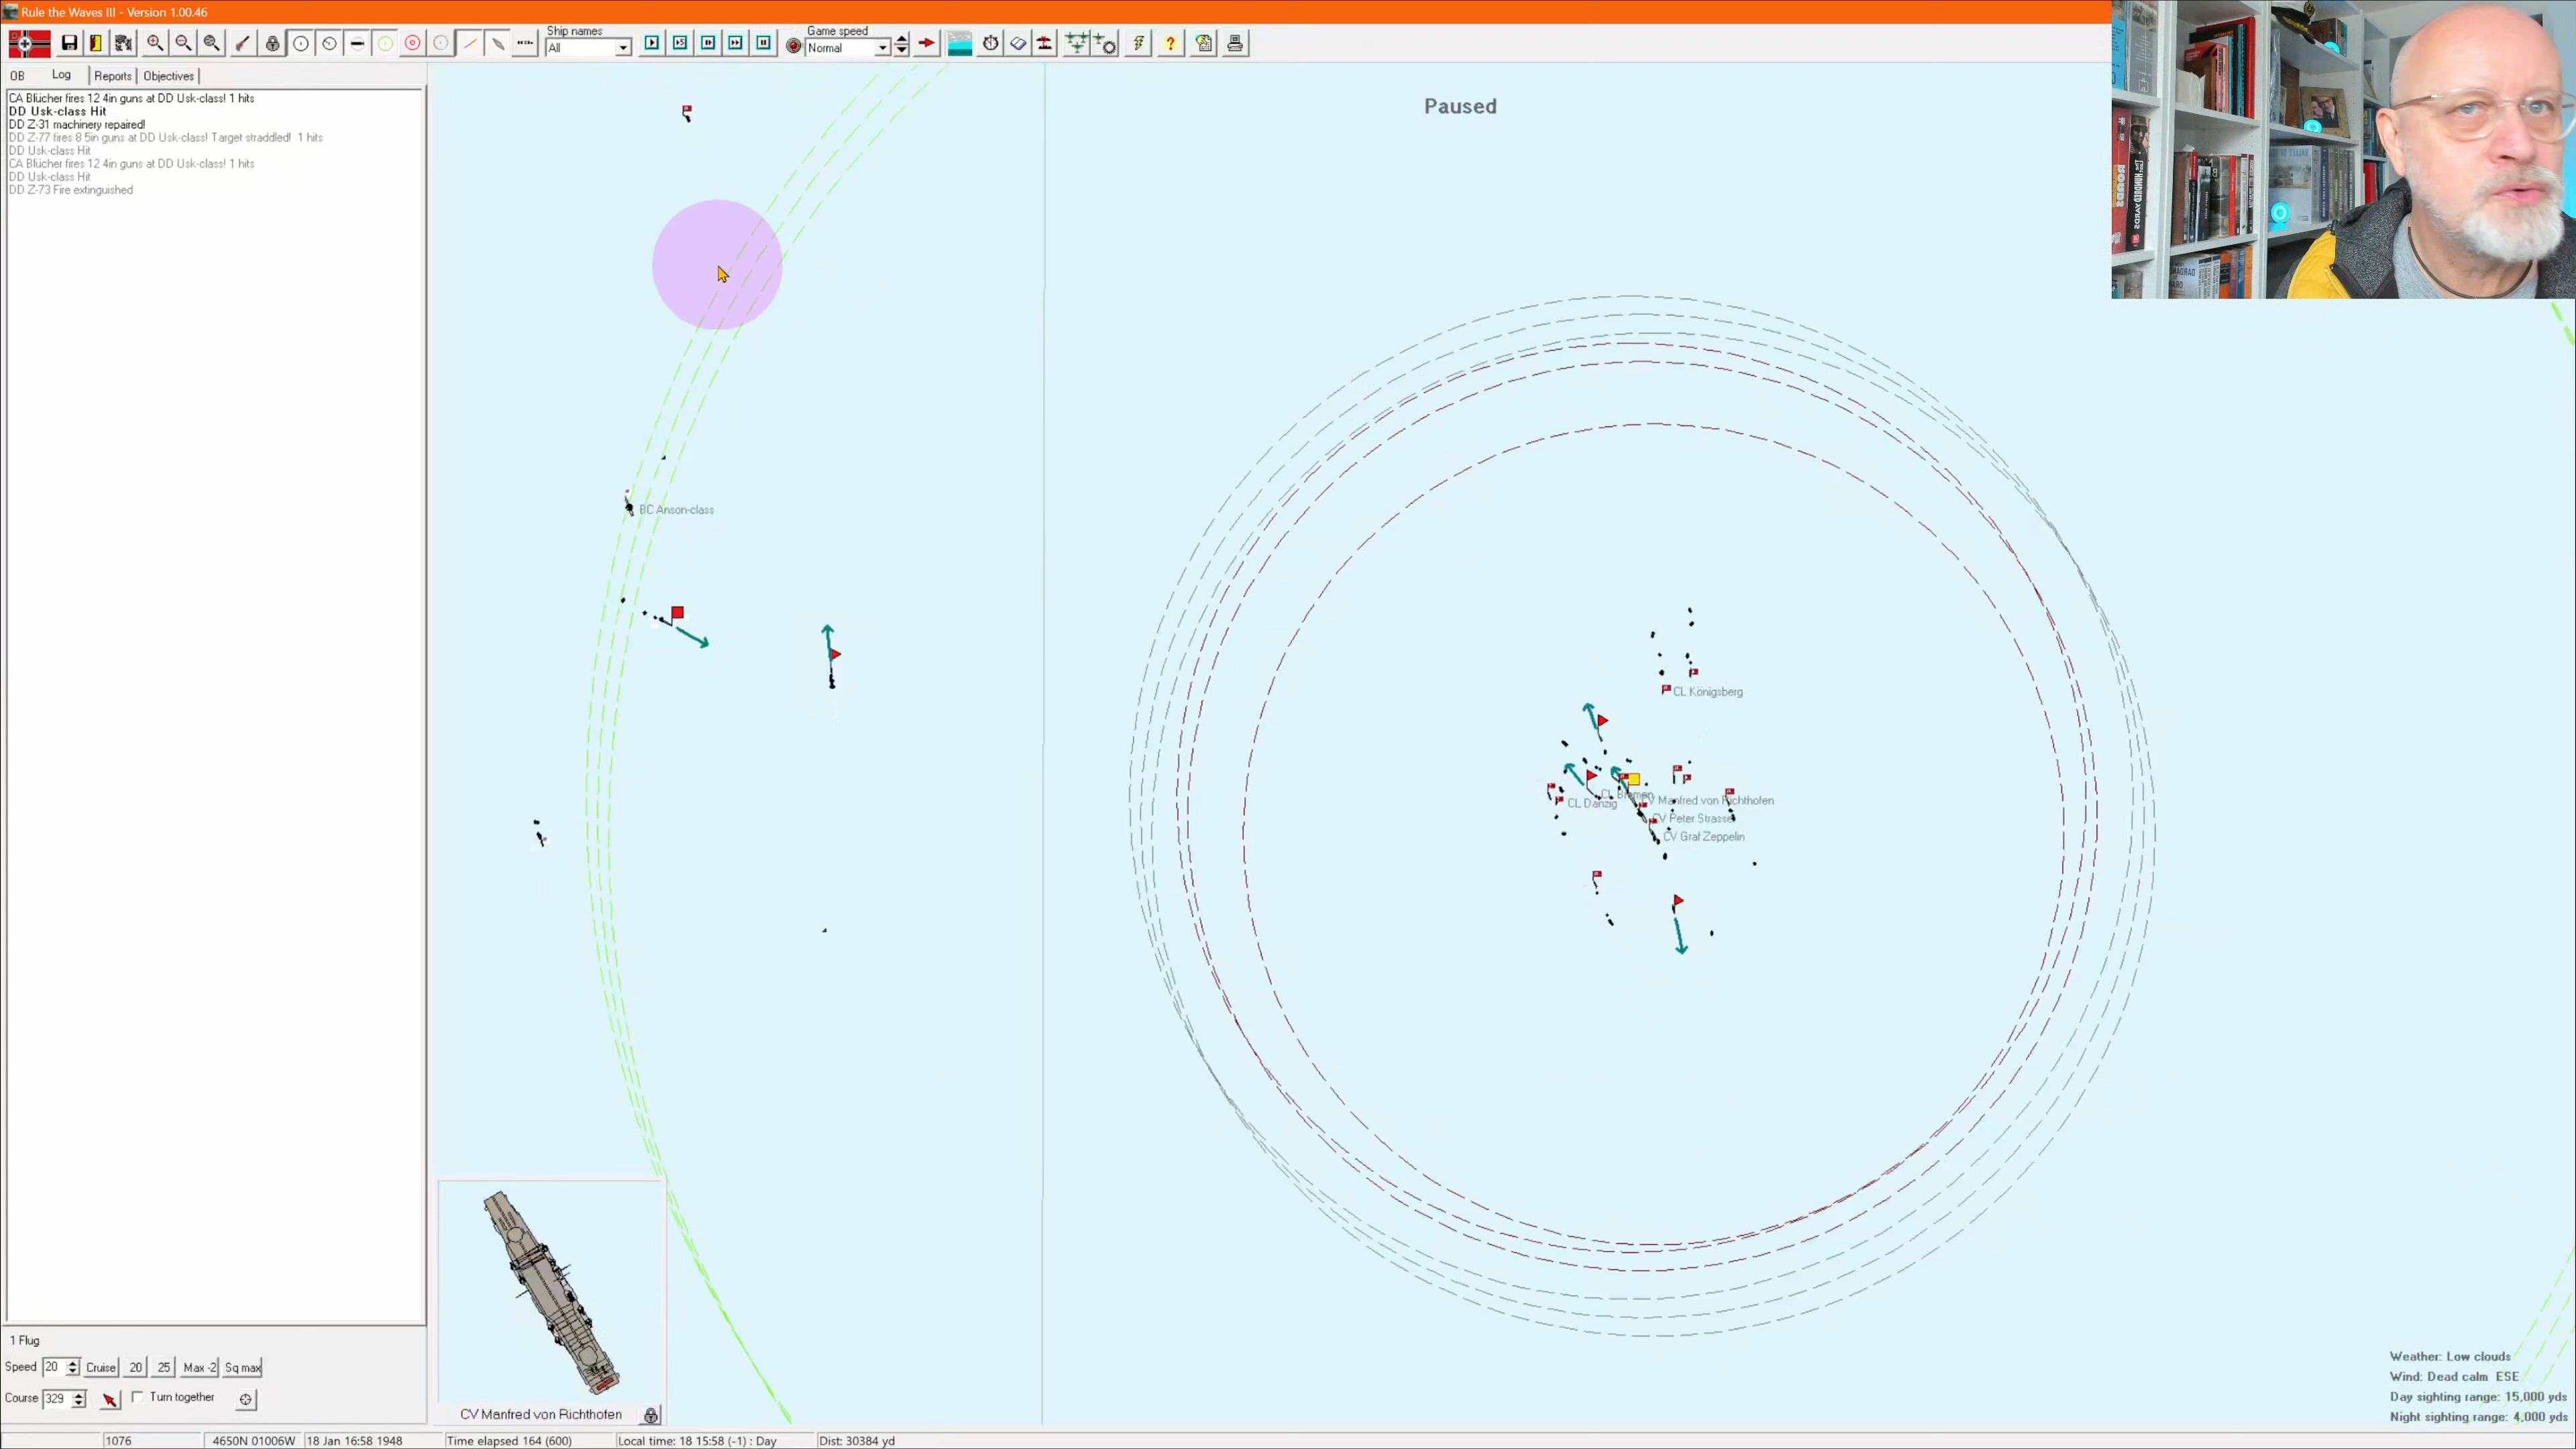 Rule the Waves III - Version 1.00.46
Ship names
All
Game speed
Normal
OB
Log
Reports
Objectives
CA Blücher fires 12 4in guns at DD Usk-class! 1 hits
DD Usk-class Hit
DD Z-31 machinery repaired!
DD Z-77 fires 8 5in guns at DD Usk-class! Target straddled! 1 hits
DD Usk-class Hit
CA Blücher fires 12 4in guns at DD Usk-class! 1 hits
DD Usk-class Hit
DD Z-73 Fire extinguished
Paused
BC Anson-class
CL Königsberg
CL Bremen
CL Danzig
Manfred von Richthofen
CV Peter Strasse
CV Graf Zeppelin
1 Flug
Speed 20 Cruise 20 25 Max -2 Sq max
Course 329 Turn together
CV Manfred von Richthofen
Weather: Low clouds
Wind: Dead calm ESE
Day sighting range: 15,000 yds
Night sighting range: 4,000 yds
1076
4650N 01006W
18 Jan 16:58 1948
Time elapsed 164 (600)
Local time: 18 15:58 (-1) : Day
Dist: 30384 yd